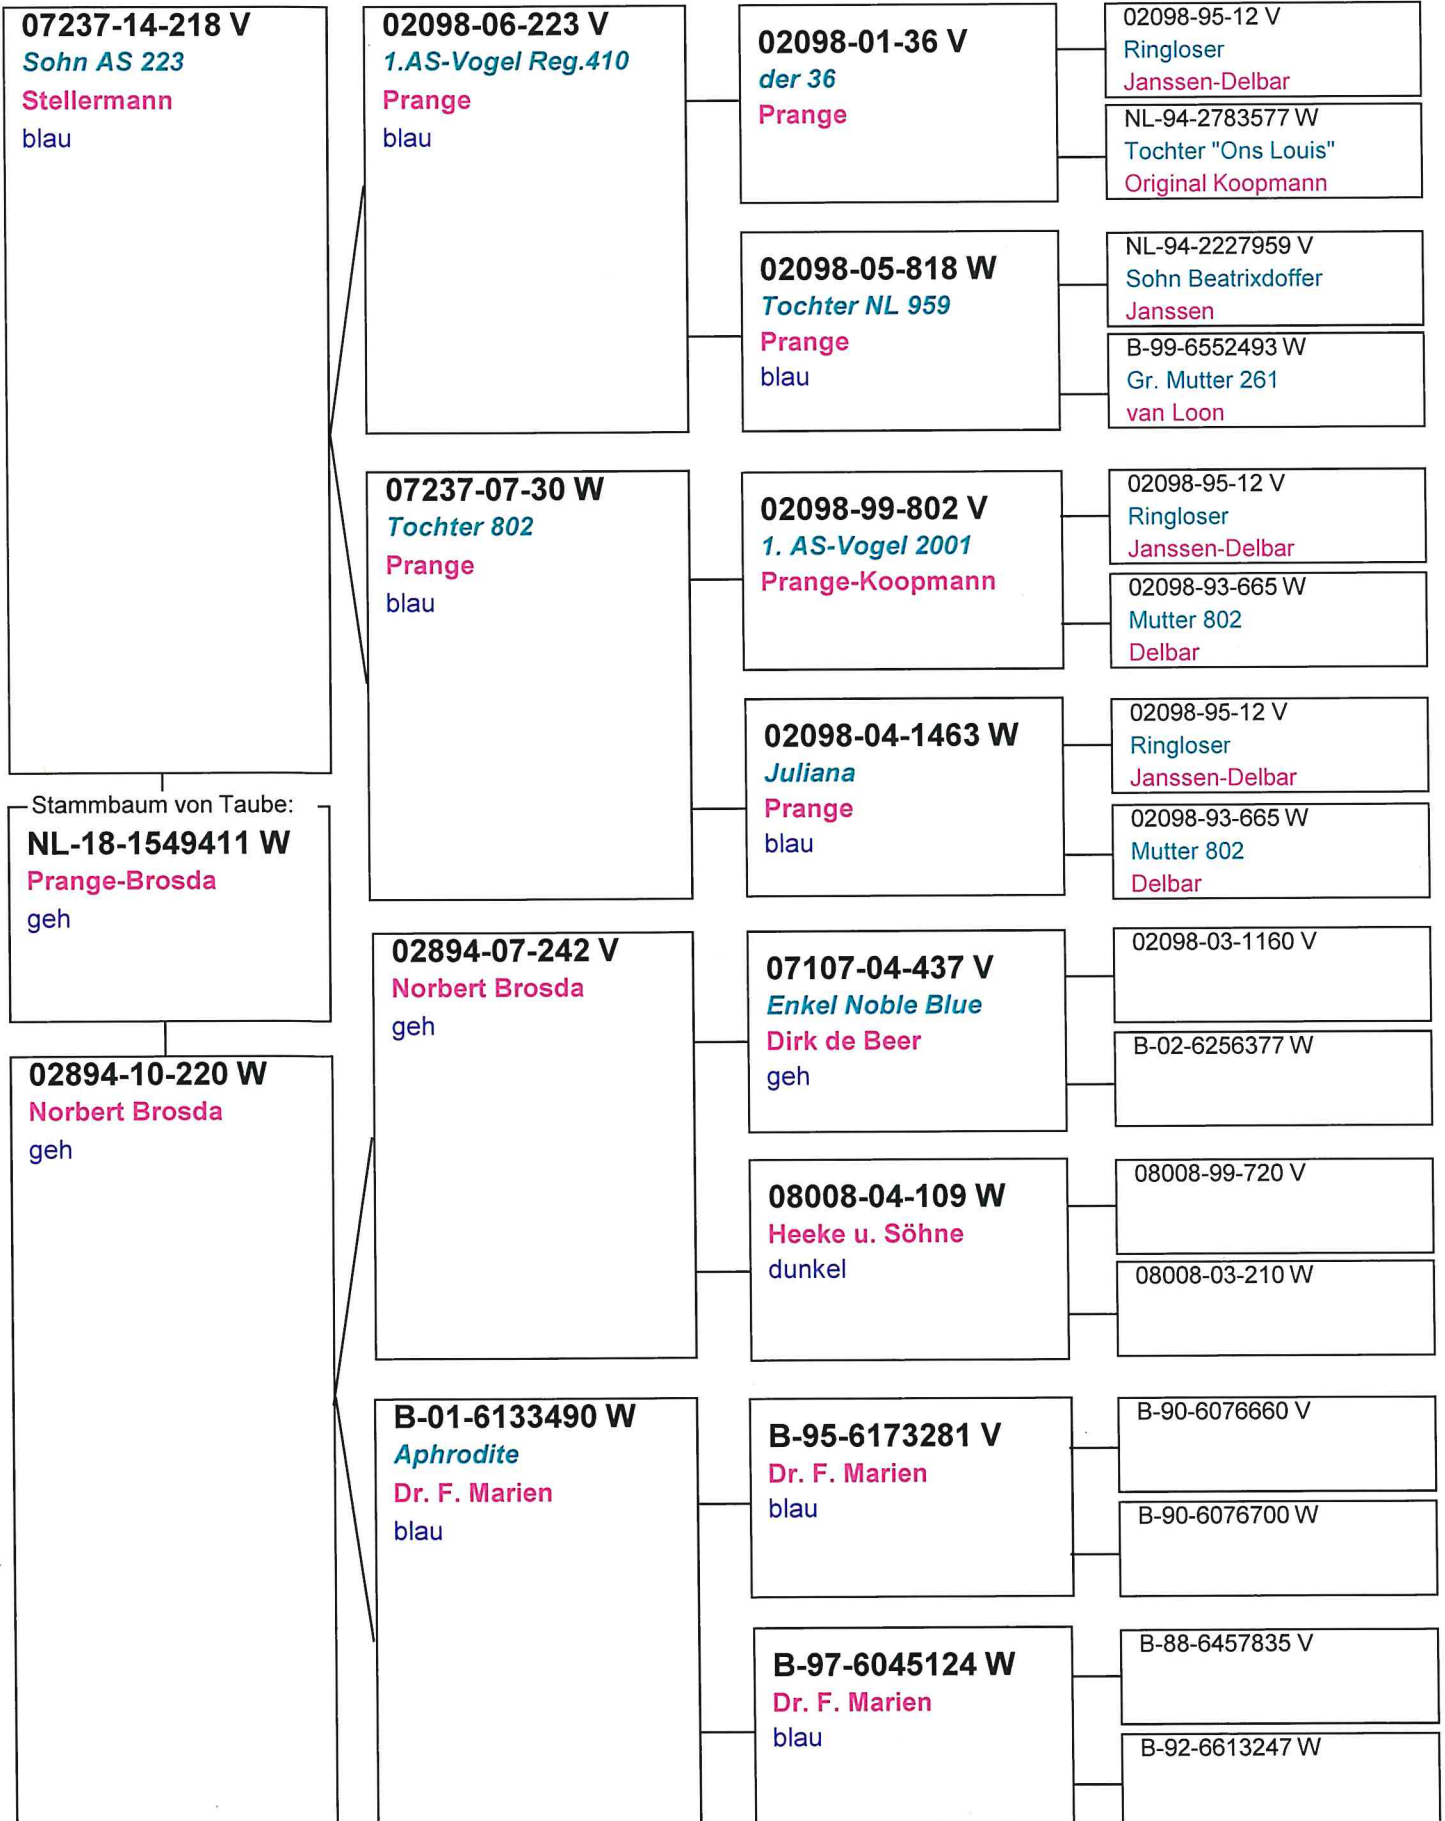 07237-14-218 V
Sohn AS 223
Stellermann
blau
Stammbaum von Taube:
NL-18-1549411 W
Prange-Brosda
geh
02894-10-220 W
Norbert Brosda
geh
02098-06-223 V
1.AS-Vogel Reg.410
Prange
blau
07237-07-30 W
Tochter 802
Prange
blau
02894-07-242 V
Norbert Brosda
geh
B-01-6133490 W
Aphrodite
Dr. F. Marien
blau
02098-01-36 V
der 36
Prange
02098-05-818 W
Tochter NL 959
Prange
blau
02098-99-802 V
1. AS-Vogel 2001
Prange-Koopmann
02098-04-1463 W
Juliana
Prange
blau
07107-04-437 V
Enkel Noble Blue
Dirk de Beer
geh
08008-04-109 W
Heeke u. Söhne
dunkel
B-95-6173281 V
Dr. F. Marien
blau
B-97-6045124 W
Dr. F. Marien
blau
02098-95-12 V
Ringloser
Janssen-Delbar
NL-94-2783577 W
Tochter "Ons Louis"
Original Koopmann
NL-94-2227959 V
Sohn Beatrixdoffer
Janssen
B-99-6552493 W
Gr. Mutter 261
van Loon
02098-95-12 V
Ringloser
Janssen-Delbar
02098-93-665 W
Mutter 802
Delbar
02098-95-12 V
Ringloser
Janssen-Delbar
02098-93-665 W
Mutter 802
Delbar
02098-03-1160 V
B-02-6256377 W
08008-99-720 V
08008-03-210 W
B-90-6076660 V
B-90-6076700 W
B-88-6457835 V
B-92-6613247 W